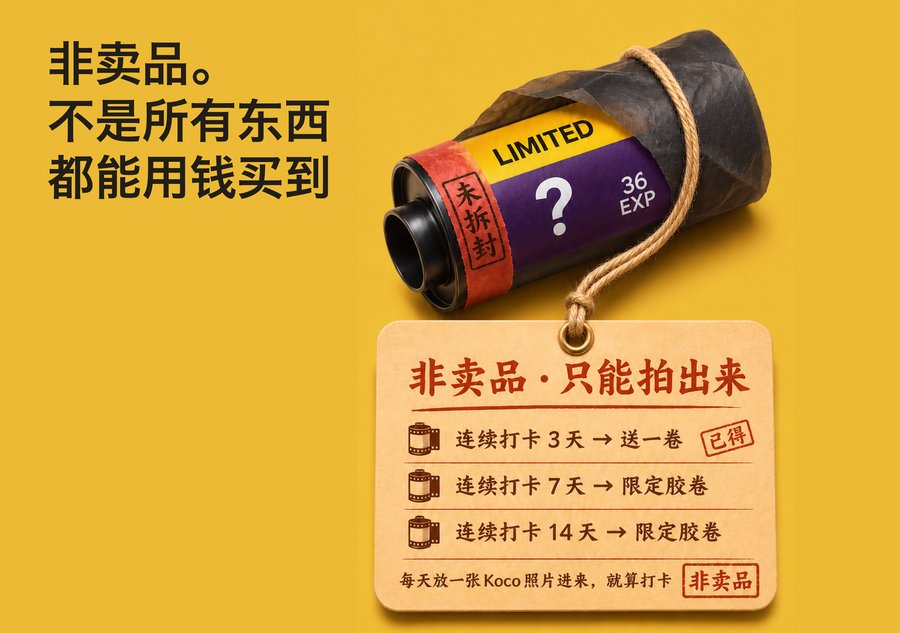 非卖品。
不是所有东西
都能用钱买到
LIMITED
?
36
EXP
未拆封
非卖品·只能拍出来
连续打卡 3 天 → 送一卷
已得
连续打卡 7 天 → 限定胶卷
连续打卡 14 天 → 限定胶卷
每天放一张 Koco 照片进来，就算打卡
非卖品